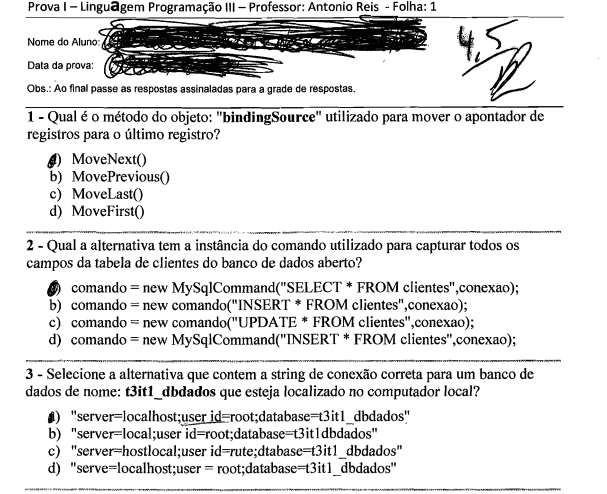 Prova I – Linguagem Programação III – Professor: Antonio Reis - Folha: 1
Nome do Aluno:
4,5
Data da prova:
Obs.: Ao final passe as respostas assinaladas para a grade de respostas.
1 - Qual é o método do objeto: "bindingSource" utilizado para mover o apontador de
registros para o último registro?
a) MoveNext()
b) MovePrevious()
c) MoveLast()
d) MoveFirst()
2 - Qual a alternativa tem a instância do comando utilizado para capturar todos os
campos da tabela de clientes do banco de dados aberto?
a) comando = new MySqlCommand("SELECT * FROM clientes",conexao);
b) comando = new comando("INSERT * FROM clientes",conexao);
c) comando = new comando("UPDATE * FROM clientes",conexao);
d) comando = new MySqlCommand("INSERT * FROM clientes",conexao);
3 - Selecione a alternativa que contem a string de conexão correta para um banco de
dados de nome: t3it1_dbdados que esteja localizado no computador local?
a) "server=localhost;user id=root;database=t3it1_dbdados"
b) "server=local;user id=root;database=t3it1dbdados"
c) "server=hostlocal;user id=rute;dtabase=t3it1_dbdados"
d) "serve=localhost;user = root;database=t3it1_dbdados"